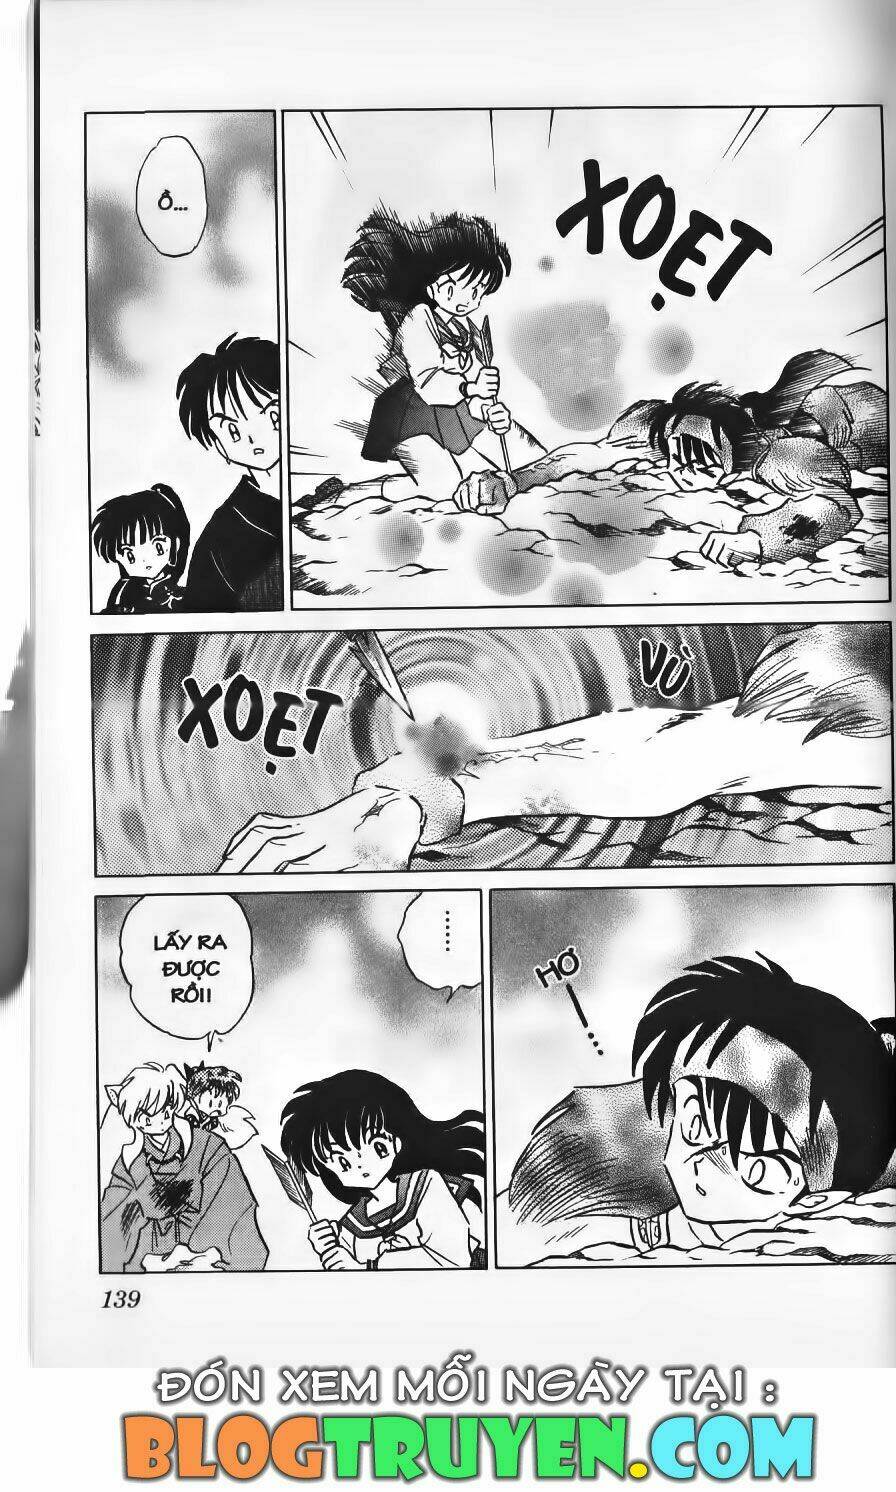 Ồ...
XOẸT
XOẸT
VÙ
LẤY RA
ĐƯỢC
RỒI!
.......
HƠ
—...
139
ĐÓN XEM MỖI NGÀY TẠI :
BLOGTRUYEN.COM